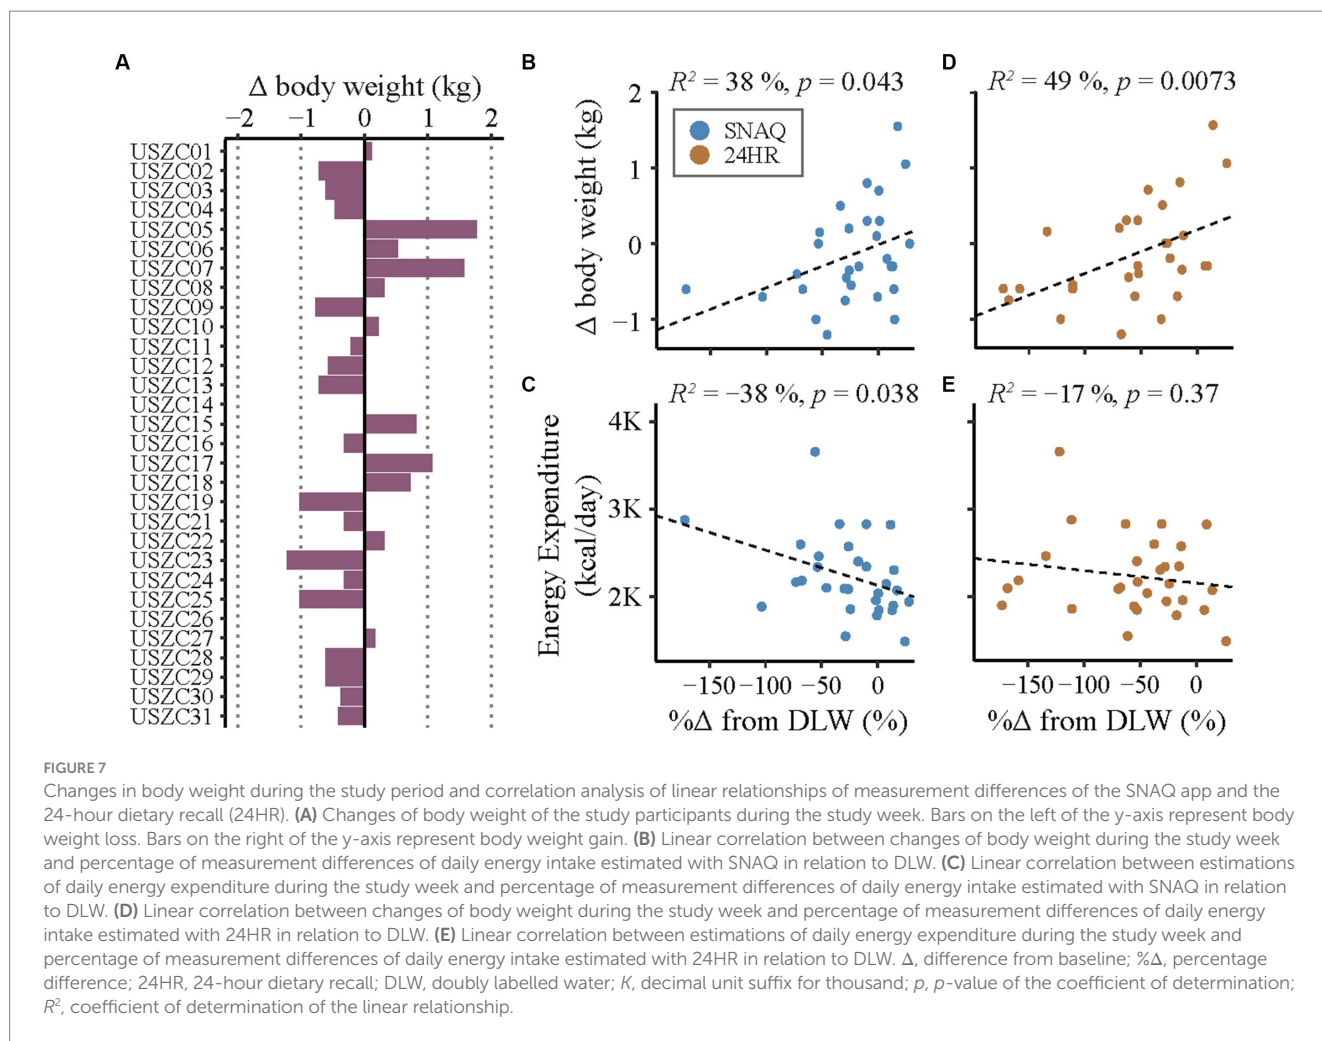 A
Δ body weight (kg)
−2 −1 0 1 2
USZC01
USZC02
USZC03
USZC04
USZC05
USZC06
USZC07
USZC08
USZC09
USZC10
USZC11
USZC12
USZC13
USZC14
USZC15
USZC16
USZC17
USZC18
USZC19
USZC21
USZC22
USZC23
USZC24
USZC25
USZC26
USZC27
USZC28
USZC29
USZC30
USZC31
B
R² = 38 %, p = 0.043
Δ body weight (kg)
2
1
0
−1
SNAQ
24HR
D
R² = 49 %, p = 0.0073
C
R² = −38 %, p = 0.038
Energy Expenditure
(kcal/day)
4K
3K
2K
−150 −100 −50 0
%Δ from DLW (%)
E
R² = −17 %, p = 0.37
−150 −100 −50 0
%Δ from DLW (%)
FIGURE 7
Changes in body weight during the study period and correlation analysis of linear relationships of measurement differences of the SNAQ app and the
24-hour dietary recall (24HR). (A) Changes of body weight of the study participants during the study week. Bars on the left of the y-axis represent body
weight loss. Bars on the right of the y-axis represent body weight gain. (B) Linear correlation between changes of body weight during the study week
and percentage of measurement differences of daily energy intake estimated with SNAQ in relation to DLW. (C) Linear correlation between estimations
of daily energy expenditure during the study week and percentage of measurement differences of daily energy intake estimated with SNAQ in relation
to DLW. (D) Linear correlation between changes of body weight during the study week and percentage of measurement differences of daily energy
intake estimated with 24HR in relation to DLW. (E) Linear correlation between estimations of daily energy expenditure during the study week and
percentage of measurement differences of daily energy intake estimated with 24HR in relation to DLW. Δ, difference from baseline; %Δ, percentage
difference; 24HR, 24-hour dietary recall; DLW, doubly labelled water; K, decimal unit suffix for thousand; p, p-value of the coefficient of determination;
R², coefficient of determination of the linear relationship.